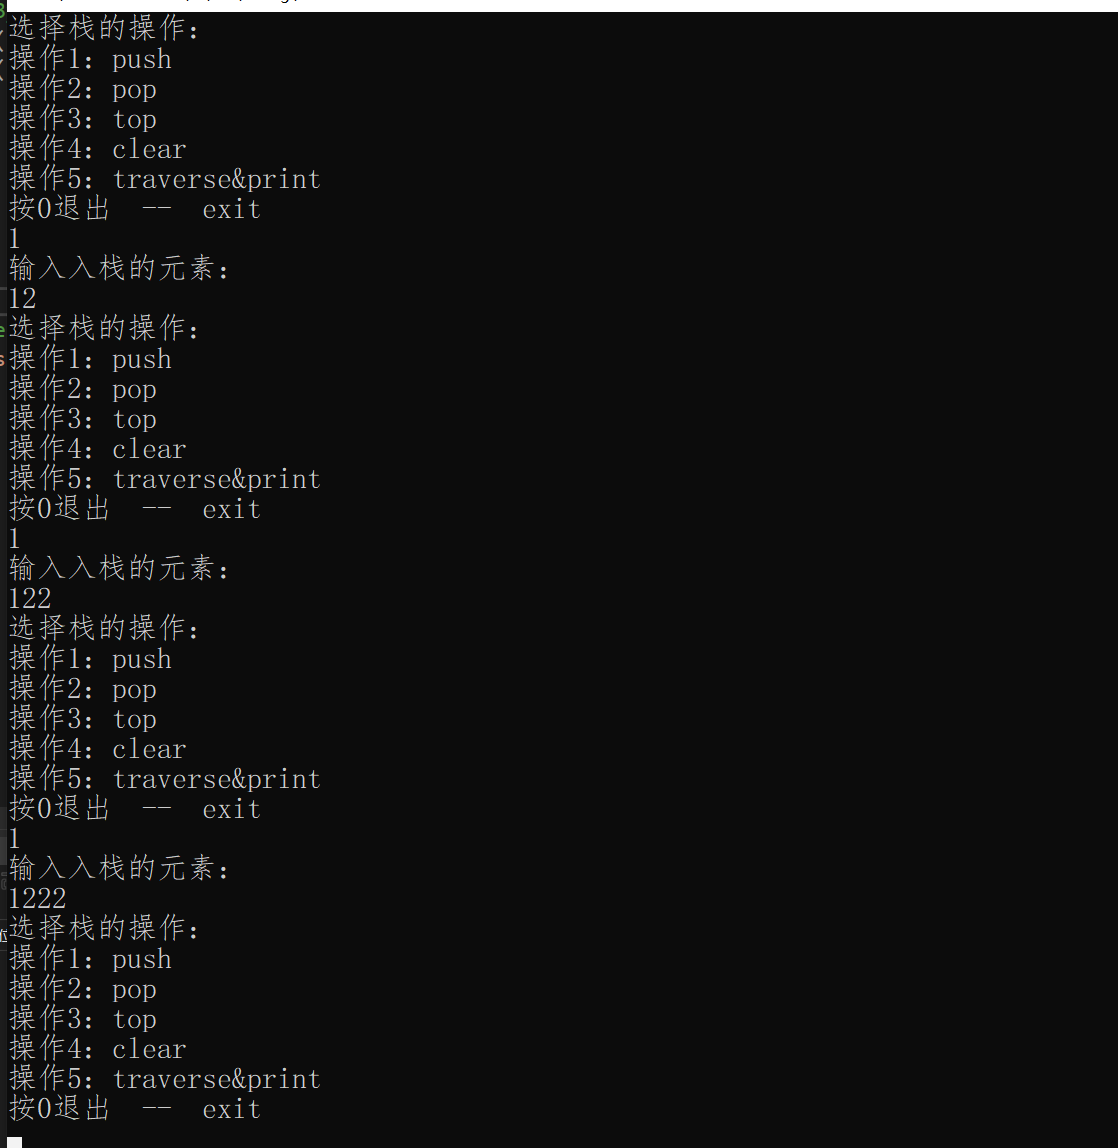 选择栈的操作：
操作1：push
操作2：pop
操作3：top
操作4：clear
操作5：traverse&print
按0退出  --  exit
1
输入入栈的元素：
12
选择栈的操作：
操作1：push
操作2：pop
操作3：top
操作4：clear
操作5：traverse&print
按0退出  --  exit
1
输入入栈的元素：
122
选择栈的操作：
操作1：push
操作2：pop
操作3：top
操作4：clear
操作5：traverse&print
按0退出  --  exit
1
输入入栈的元素：
1222
选择栈的操作：
操作1：push
操作2：pop
操作3：top
操作4：clear
操作5：traverse&print
按0退出  --  exit